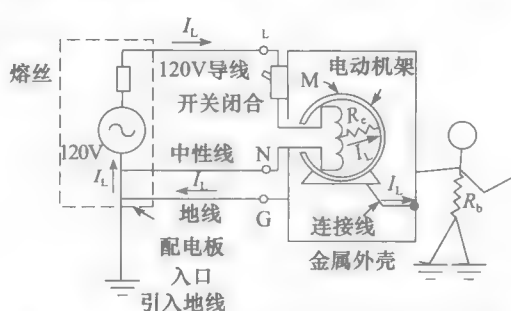 I_L
L
熔丝
120V导线
M
电动机架
开关闭合
R_c
120V
中性线
N
I_L
I_L
I_L
I_L
R_b
地线
G
连接线
配电板
金属外壳
入口
引入地线